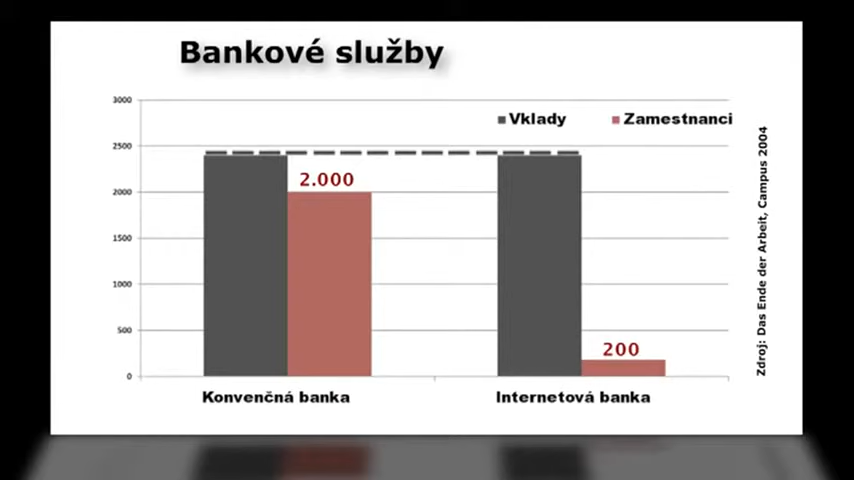 Bankové služby
3000
Vklady
Zamestnanci
2500
2.000
2000
1500
1000
500
200
0
Konvenčná banka
Internetová banka
Zdroj: Das Ende der Arbeit, Campus 2004